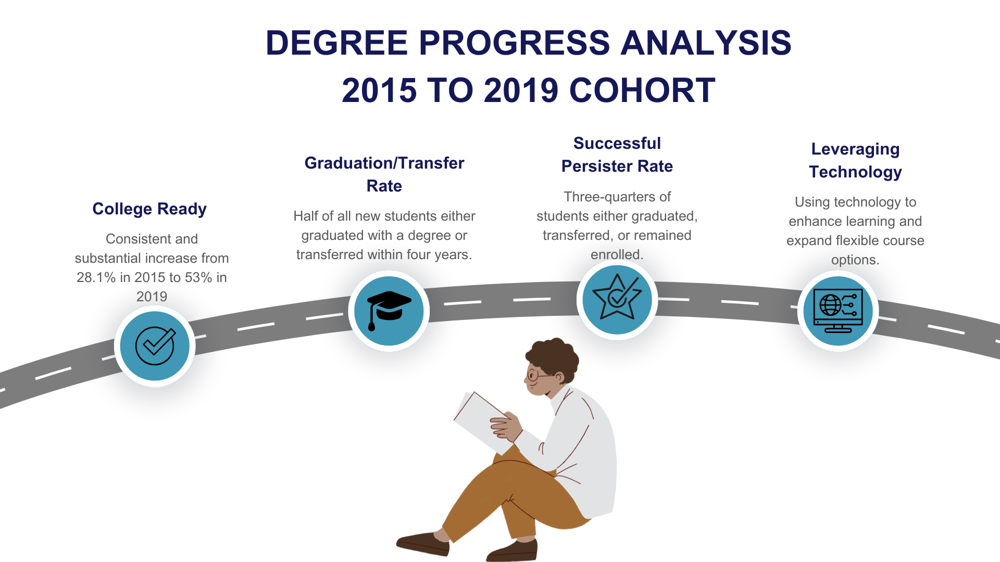 DEGREE PROGRESS ANALYSIS
2015 TO 2019 COHORT
College Ready
Consistent and
substantial increase from
28.1% in 2015 to 53% in
2019
Graduation/Transfer
Rate
Half of all new students either
graduated with a degree or
transferred within four years.
Successful
Persister Rate
Three-quarters of
students either graduated,
transferred, or remained
enrolled.
Leveraging
Technology
Using technology to
enhance learning and
expand flexible course
options.